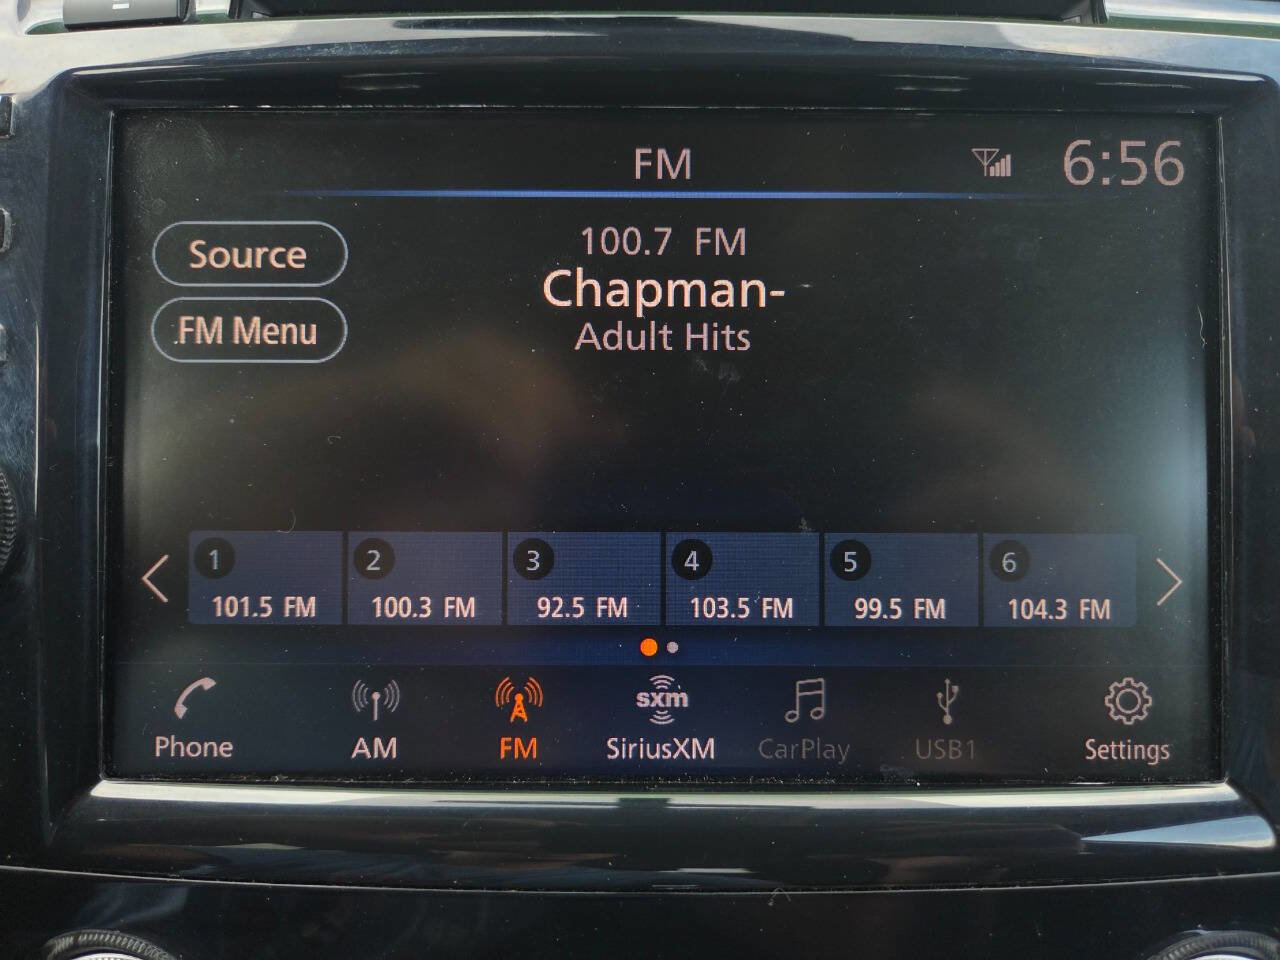 FM
6:56
Source
FM Menu
100.7 FM
Chapman-
Adult Hits
1
101.5 FM
2
100.3 FM
3
92.5 FM
4
103.5 FM
5
99.5 FM
6
104.3 FM
Phone
AM
FM
sxm
SiriusXM
CarPlay
USB1
Settings